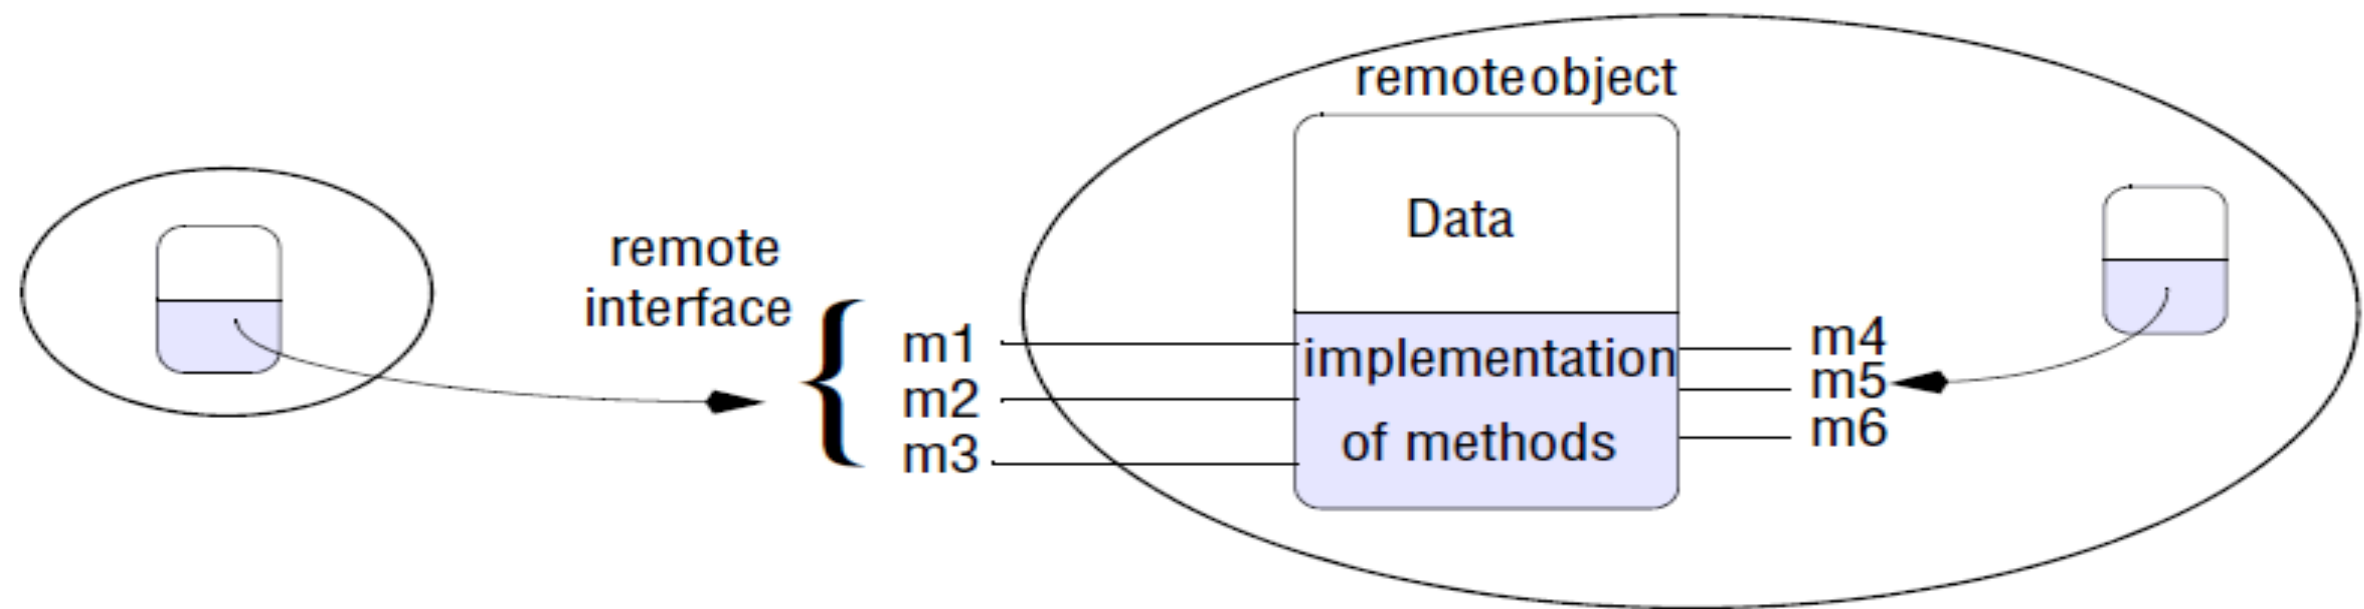 remoteobject
Data
remote
interface
{
m1
m2
m3
implementation
of methods
m4
m5
m6